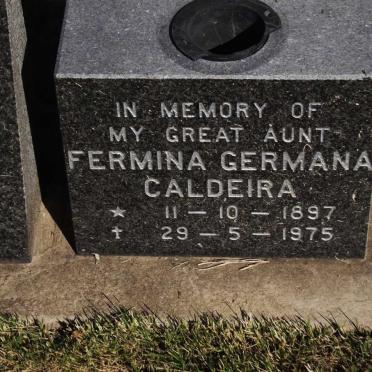 IN MEMORY OF
MY GREAT AUNT
FERMINA GERMANA
CALDEIRA
★ 11 – 10 – 1897
✝ 29 – 5 – 1975